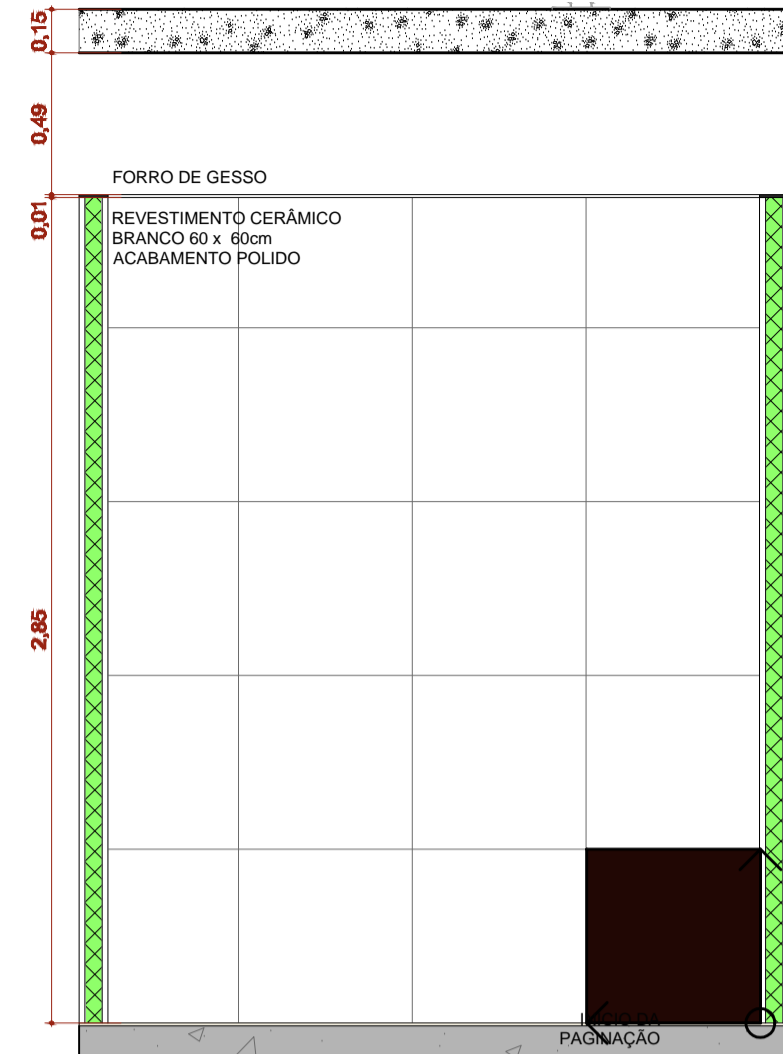 0,15
0,49
FORRO DE GESSO
0,01
REVESTIMENTO CERÂMICO
BRANCO 60 x 60cm
ACABAMENTO POLIDO
2,85
INÍCIO DA
PAGINAÇÃO